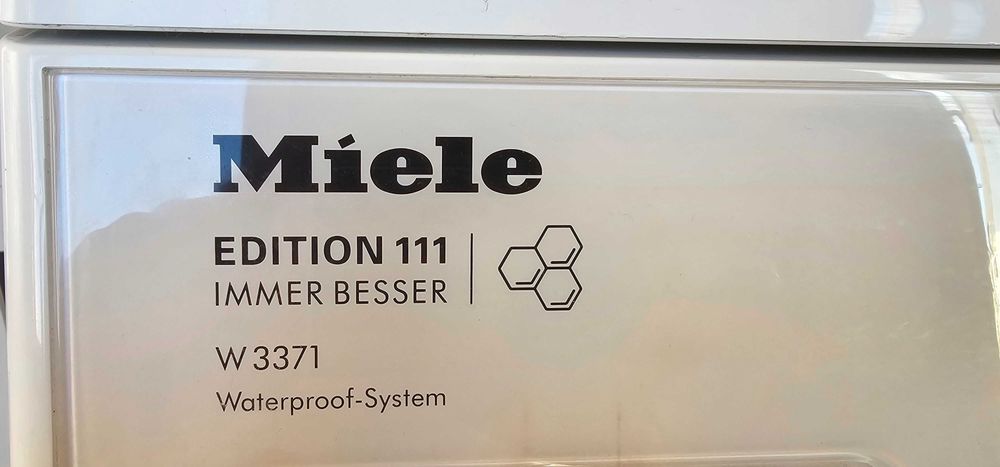 Miele
EDITION 111
IMMER BESSER
W 3371
Waterproof-System